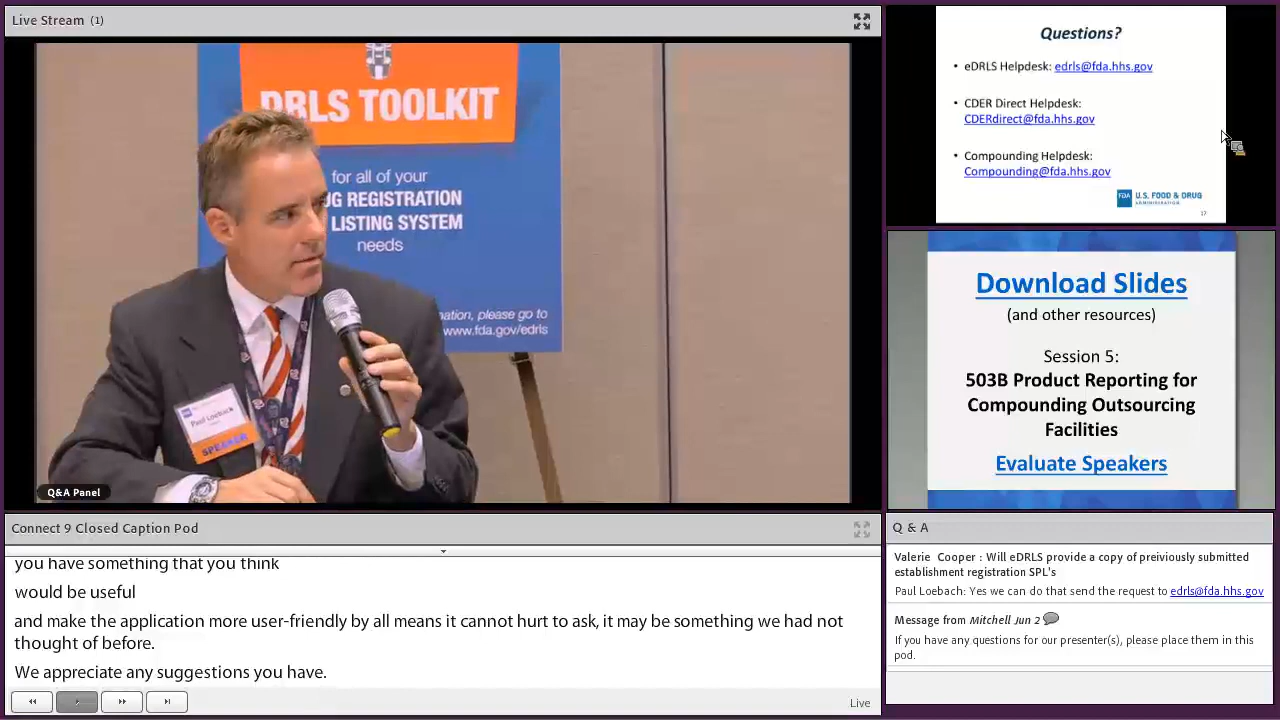 Live Stream (1)
DRLS TOOLKIT
for all of your
UG REGISTRATION
LISTING SYSTEM
needs
ation, please go to
www.fda.gov/edrls
Paul Loeback
SPEAKER
Q&A Panel
Questions?
• eDRLS Helpdesk: edrls@fda.hhs.gov
• CDER Direct Helpdesk:
CDERdirect@fda.hhs.gov
• Compounding Helpdesk:
Compounding@fda.hhs.gov
FDA U.S. FOOD & DRUG
ADMINISTRATION
17
Download Slides
(and other resources)
Session 5:
503B Product Reporting for
Compounding Outsourcing
Facilities
Evaluate Speakers
Connect 9 Closed Caption Pod
you have something that you think
would be useful
and make the application more user-friendly by all means it cannot hurt to ask, it may be something we had not
thought of before.
We appreciate any suggestions you have.
Live
Q & A
Valerie Cooper : Will eDRLS provide a copy of preiviously submitted
establishment registration SPL's
Paul Loebach: Yes we can do that send the request to edrls@fda.hhs.gov
Message from Mitchell Jun 2
If you have any questions for our presenter(s), please place them in this
pod.